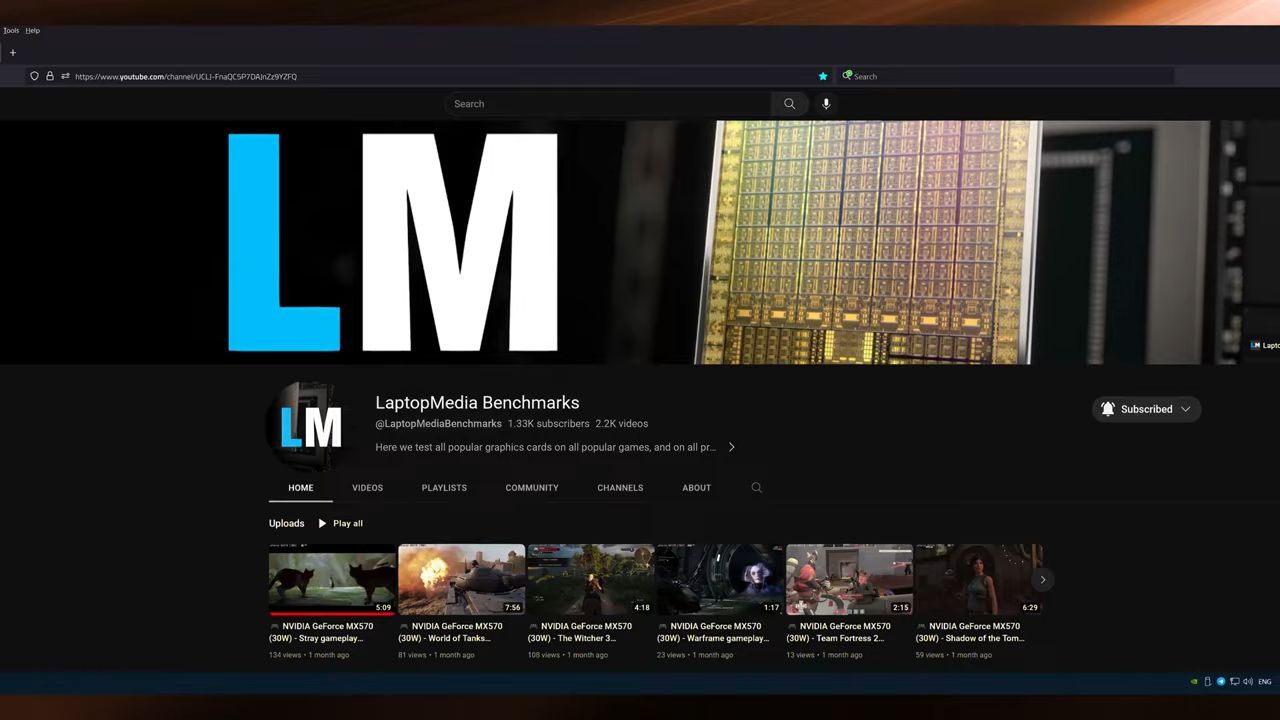 Tools Help
+
https://www.youtube.com/channel/UCLJ-FnaQC5P7DAJnZz9YZFQ
Search
Search
LM
LM
LM
LaptopMedia Benchmarks
@LaptopMediaBenchmarks 1.33K subscribers 2.2K videos
Here we test all popular graphics cards on all popular games, and on all pr...
Subscribed
HOME VIDEOS PLAYLISTS COMMUNITY CHANNELS ABOUT
Uploads Play all
5:09 7:56 4:18 1:17 2:15 6:29
NVIDIA GeForce MX570
(30W) - Stray gameplay...
134 views • 1 month ago
NVIDIA GeForce MX570
(30W) - World of Tanks...
81 views • 1 month ago
NVIDIA GeForce MX570
(30W) - The Witcher 3...
108 views • 1 month ago
NVIDIA GeForce MX570
(30W) - Warframe gameplay...
23 views • 1 month ago
NVIDIA GeForce MX570
(30W) - Team Fortress 2...
13 views • 1 month ago
NVIDIA GeForce MX570
(30W) - Shadow of the Tom...
59 views • 1 month ago
ENG